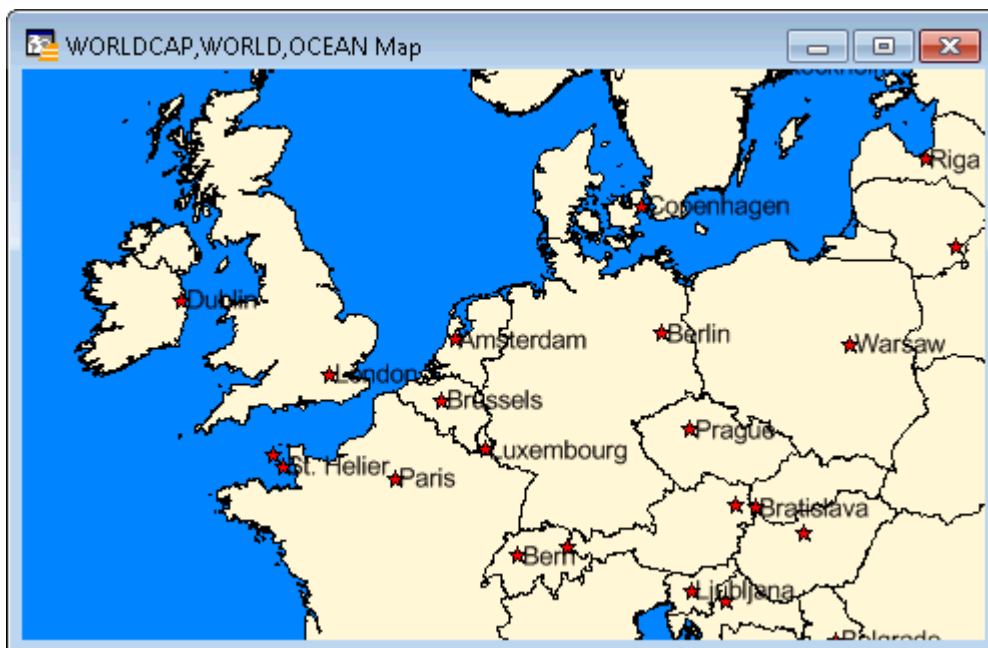 WORLDCAP,WORLD,OCEAN Map
Riga
Copenhagen
Dublin
Berlin
Amsterdam
Warsaw
London
Brussels
Prague
Luxembourg
St. Helier
Paris
Bratislava
Bern
Ljubljana
Belgrade